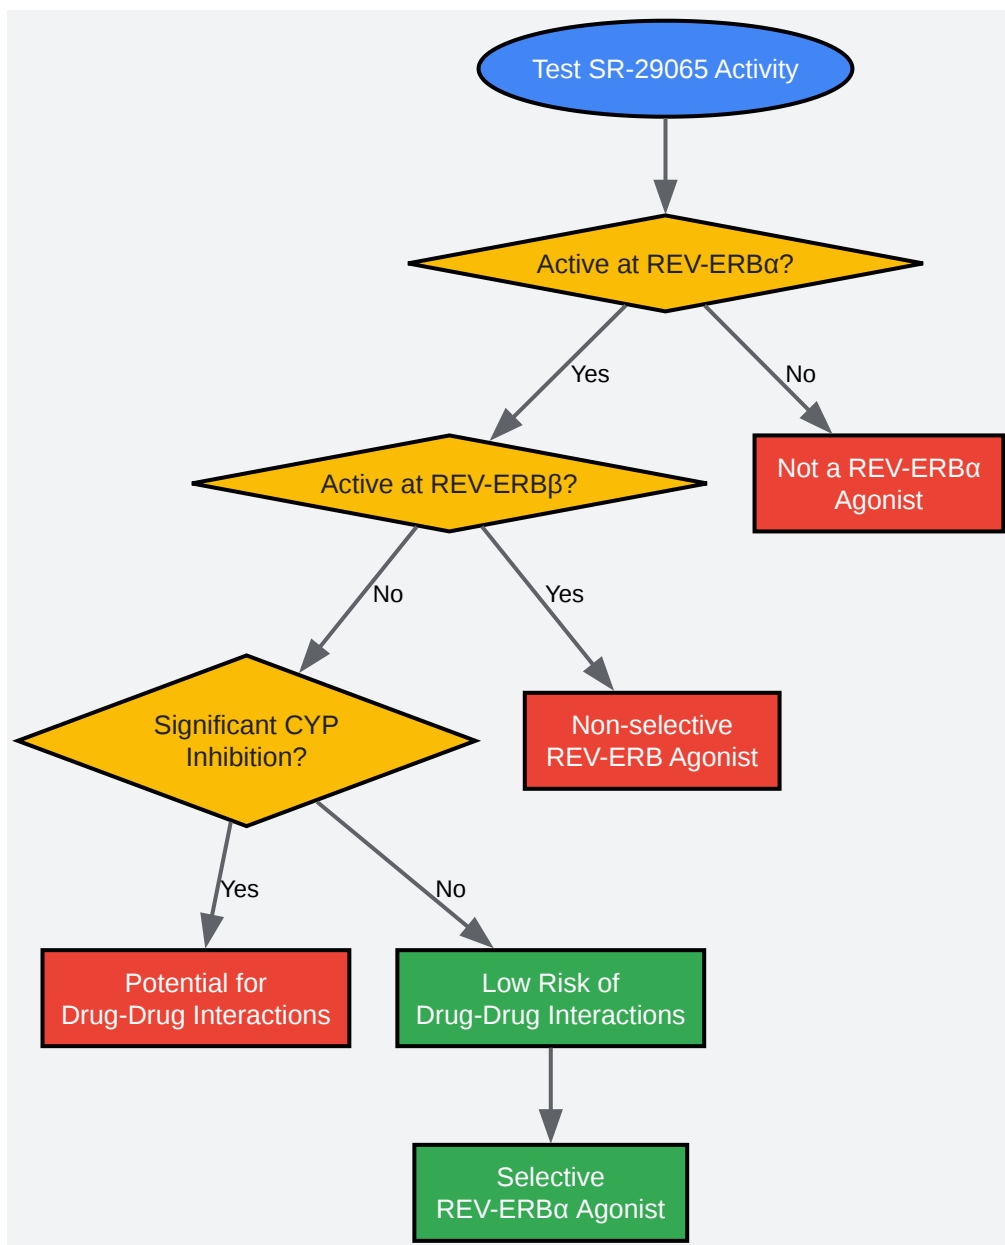 Test SR-29065 Activity
Active at REV-ERBα?
Yes
No
Active at REV-ERBβ?
Not a REV-ERBα
Agonist
No
Yes
Significant CYP
Inhibition?
Non-selective
REV-ERB Agonist
Yes
No
Potential for
Drug-Drug Interactions
Low Risk of
Drug-Drug Interactions
Selective
REV-ERBα Agonist